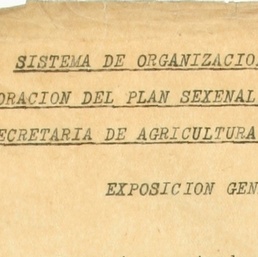 SISTEMA DE ORGANIZACIO
ORACION DEL PLAN SEXENAL
ECRETARIA DE AGRICULTURA
EXPOSICION GEN